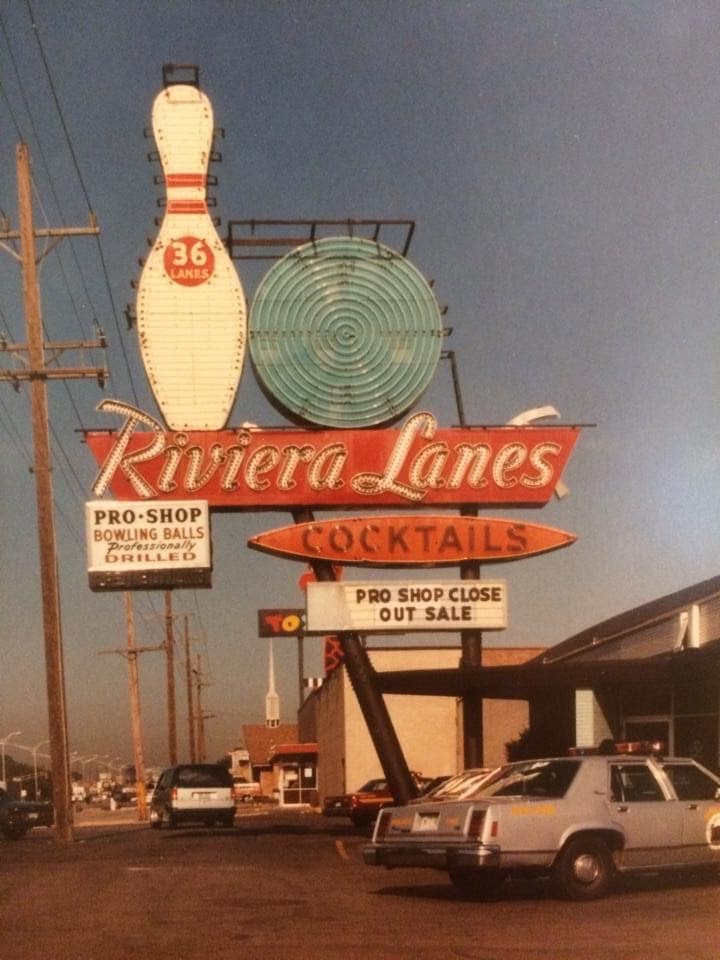 36
LANES
Riviera Lanes
PRO·SHOP
BOWLING BALLS
Professionally
DRILLED
COCKTAILS
PRO SHOP CLOSE
OUT SALE